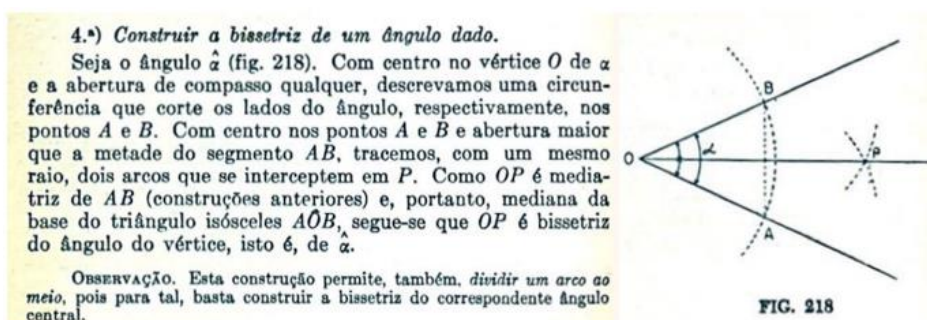 4.ª) Construir a bissetriz de um ângulo dado.
Seja o ângulo α̂ (fig. 218). Com centro no vértice O de α
e a abertura de compasso qualquer, descrevamos uma circun-
ferência que corte os lados do ângulo, respectivamente, nos
pontos A e B. Com centro nos pontos A e B e abertura maior
que a metade do segmento AB, tracemos, com um mesmo
raio, dois arcos que se interceptem em P. Como OP é media-
triz de AB (construções anteriores) e, portanto, mediana da
base do triângulo isósceles AÔB, segue-se que OP é bissetriz
do ângulo do vértice, isto é, de α̂.
OBSERVAÇÃO. Esta construção permite, também, dividir um arco ao
meio, pois para tal, basta construir a bissetriz do correspondente ângulo
central.
B
O
α
P
A
FIG. 218